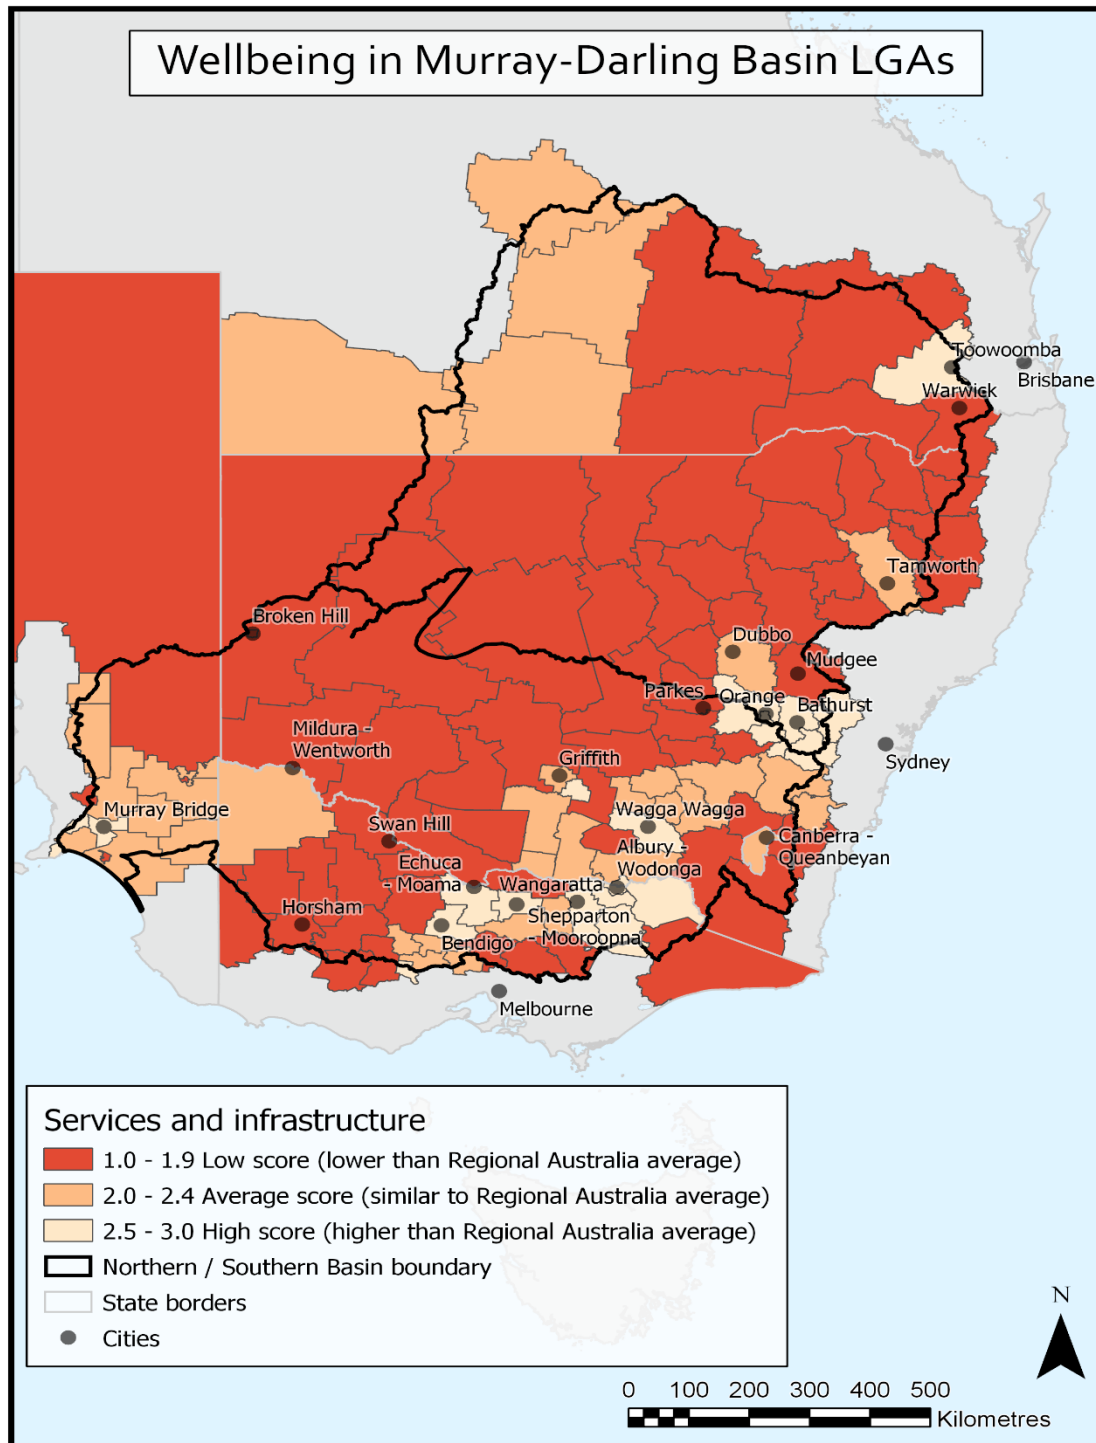 Wellbeing in Murray-Darling Basin LGAs
Toowoomba
Brisbane
Warwick
Tamworth
Broken Hill
Dubbo
Mudgee
Parkes
Orange
Bathurst
Mildura -
Wentworth
Sydney
Griffith
Murray Bridge
Wagga Wagga
Swan Hill
Canberra -
Queanbeyan
Albury -
Wodonga
Echuca
- Moama
Wangaratta
Horsham
Shepparton
- Mooroopna
Bendigo
Melbourne
Services and infrastructure
1.0 - 1.9 Low score (lower than Regional Australia average)
2.0 - 2.4 Average score (similar to Regional Australia average)
2.5 - 3.0 High score (higher than Regional Australia average)
Northern / Southern Basin boundary
State borders
Cities
N
0 100 200 300 400 500
Kilometres